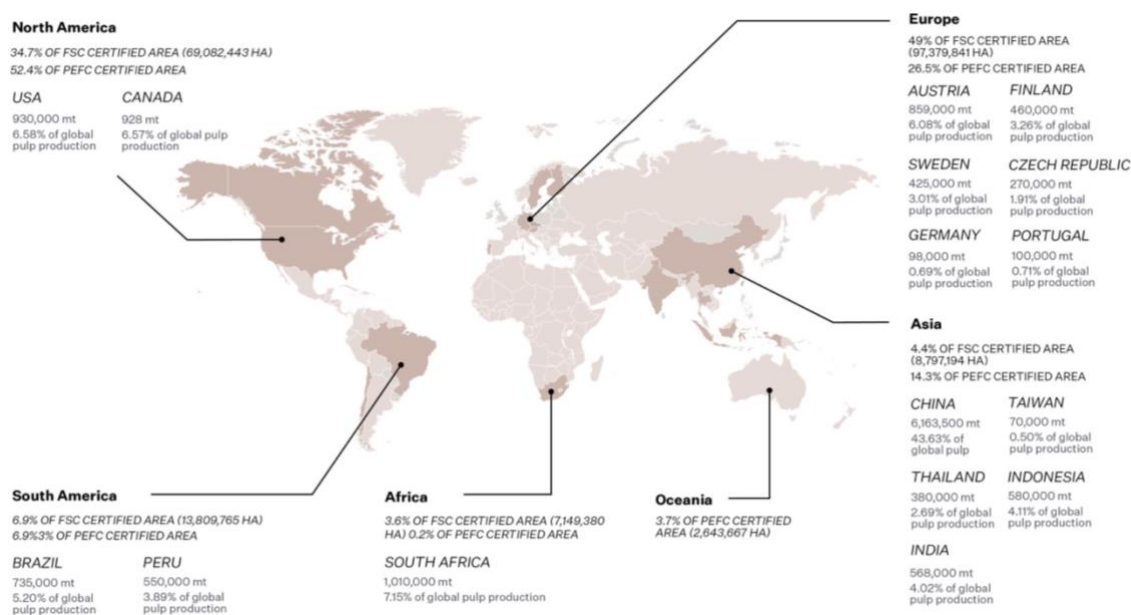 North America
34.7% OF FSC CERTIFIED AREA (69,082,443 HA)
52.4% OF PEFC CERTIFIED AREA
USA
930,000 mt
6.58% of global
pulp production
CANADA
928 mt
6.57% of global pulp
production
Europe
49% OF FSC CERTIFIED AREA
(97,379,841 HA)
26.5% OF PEFC CERTIFIED AREA
AUSTRIA
859,000 mt
6.08% of global
pulp production
FINLAND
460,000 mt
3.26% of global
pulp production
SWEDEN
425,000 mt
3.01% of global
pulp production
CZECH REPUBLIC
270,000 mt
1.91% of global
pulp production
GERMANY
98,000 mt
0.69% of global
pulp production
PORTUGAL
100,000 mt
0.71% of global
pulp production
Asia
4.4% OF FSC CERTIFIED AREA
(8,797,194 HA)
14.3% OF PEFC CERTIFIED AREA
CHINA
6,163,500 mt
43.63% of
global pulp
TAIWAN
70,000 mt
0.50% of global
pulp production
THAILAND
380,000 mt
2.69% of global
pulp production
INDONESIA
580,000 mt
4.11% of global
pulp production
INDIA
568,000 mt
4.02% of global
pulp production
South America
6.9% OF FSC CERTIFIED AREA (13,809,765 HA)
6.9%3% OF PEFC CERTIFIED AREA
BRAZIL
735,000 mt
5.20% of global
pulp production
PERU
550,000 mt
3.89% of global
pulp production
Africa
3.6% OF FSC CERTIFIED AREA (7,149,380
HA) 0.2% OF PEFC CERTIFIED AREA
SOUTH AFRICA
1,010,000 mt
7.15% of global pulp production
Oceania
3.7% OF PEFC CERTIFIED
AREA (2,643,667 HA)